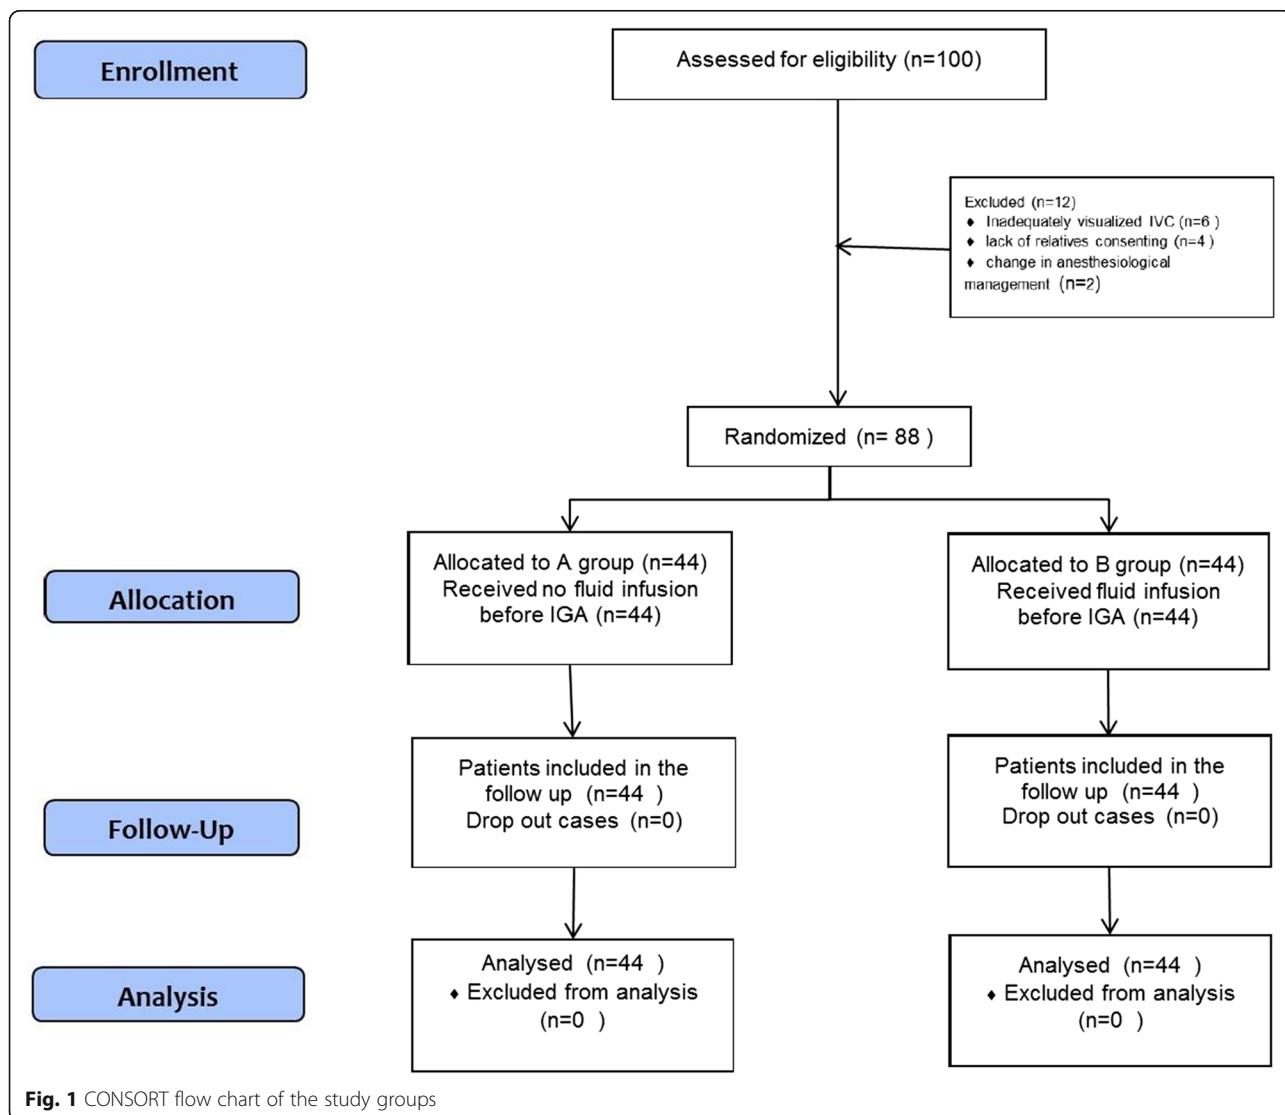 Enrollment
Assessed for eligibility (n=100)
Excluded (n=12)
♦ Inadequately visualized IVC (n=6 )
♦ lack of relatives consenting (n=4 )
♦ change in anesthesiological
management (n=2)
Randomized (n= 88 )
Allocation
Allocated to A group (n=44)
Received no fluid infusion
before IGA (n=44)
Allocated to B group (n=44)
Received fluid infusion
before IGA (n=44)
Follow-Up
Patients included in the
follow up (n=44 )
Drop out cases (n=0)
Patients included in the
follow up (n=44 )
Drop out cases (n=0)
Analysis
Analysed (n=44 )
♦ Excluded from analysis
(n=0 )
Analysed (n=44 )
♦ Excluded from analysis
(n=0 )
Fig. 1 CONSORT flow chart of the study groups